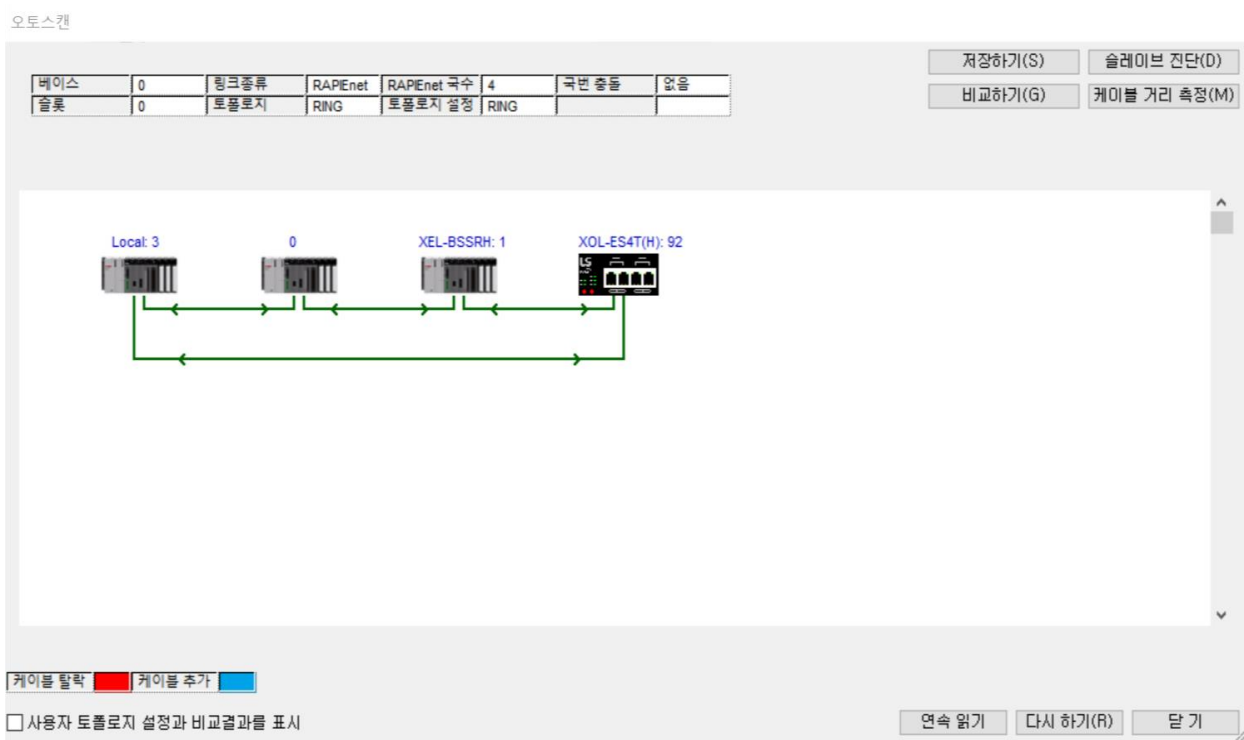 오토스캔
저장하기(S) 슬레이브 진단(D)
베이스 0 링크종류 RAPIEnet RAPIEnet 국수 4 국번 충돌 없음
비교하기(G) 케이블 거리 측정(M)
슬롯 0 토폴로지 RING 토폴로지 설정 RING
Local: 3 0 XEL-BSSRH: 1 XOL-ES4T(H): 92
LS
케이블 탈락 케이블 추가
사용자 토폴로지 설정과 비교결과를 표시 연속 읽기 다시 하기(R) 닫기